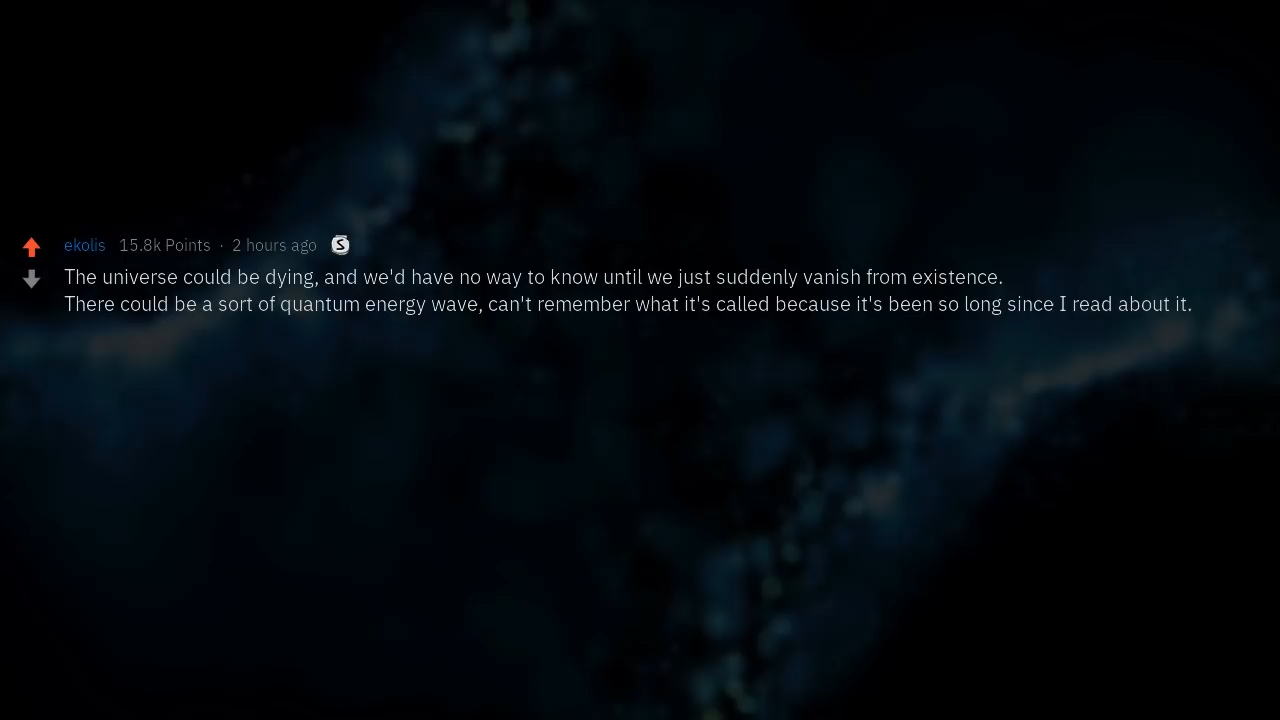 ekolis 15.8k Points · 2 hours ago S
The universe could be dying, and we'd have no way to know until we just suddenly vanish from existence.
There could be a sort of quantum energy wave, can't remember what it's called because it's been so long since I read about it.